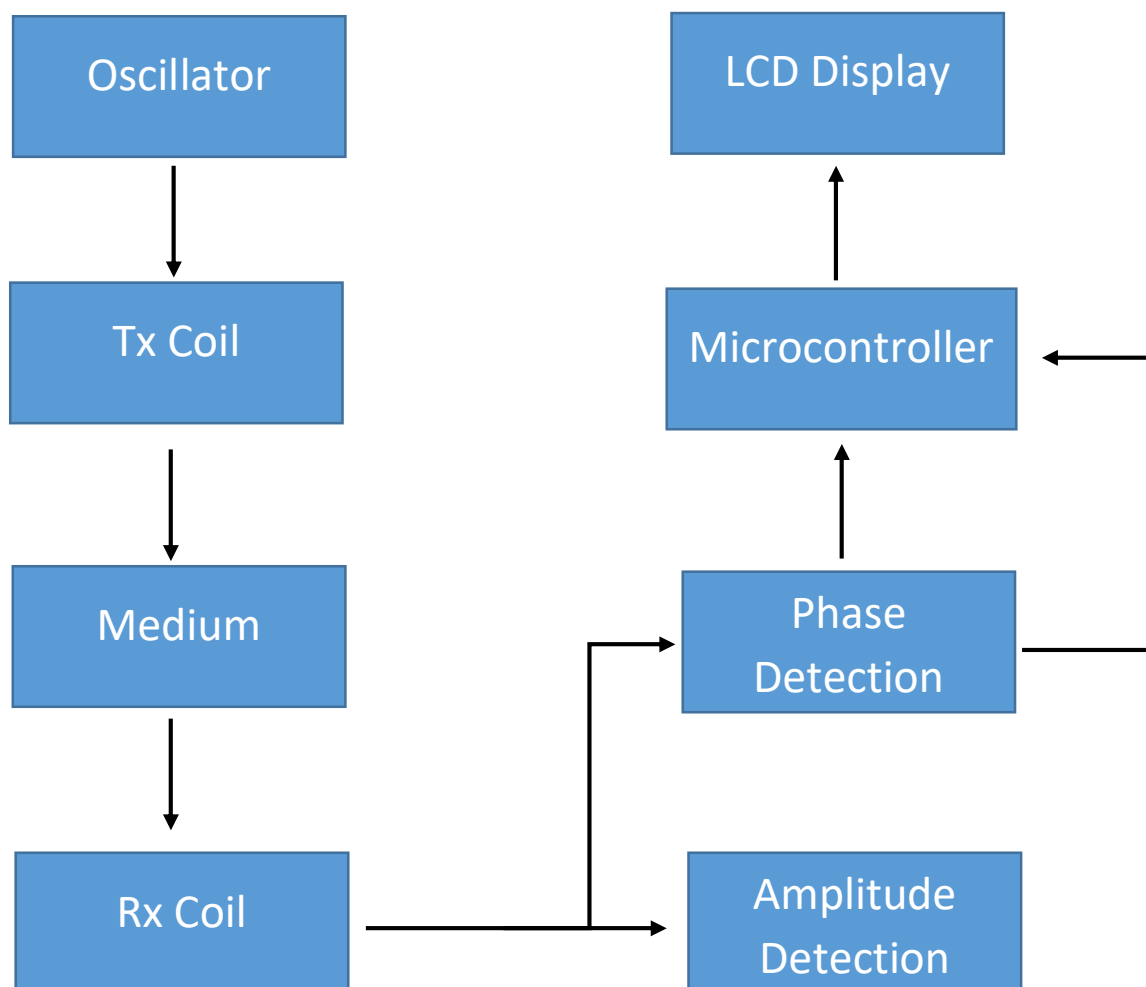 Oscillator
Tx Coil
Medium
Rx Coil
LCD Display
Microcontroller
Phase
Detection
Amplitude
Detection